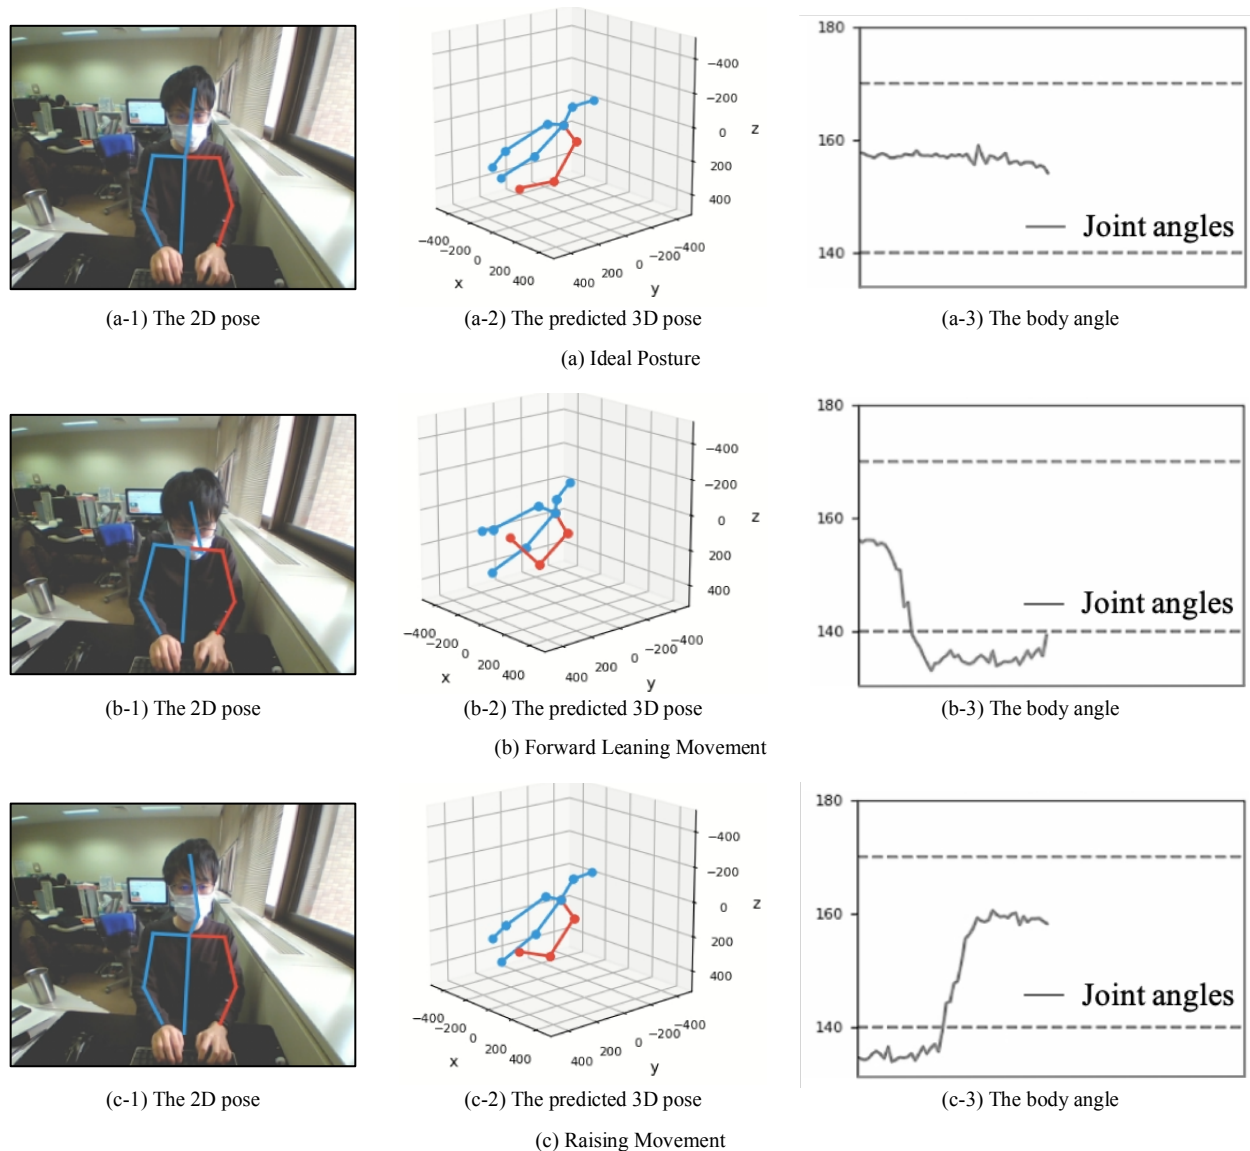 180
160
140
Joint angles
−400
−200
0
200
400
z
−400
−200
0
200
400
x
400
200
0
−200
−400
y
(a-1) The 2D pose
(a-2) The predicted 3D pose
(a-3) The body angle
(a) Ideal Posture
180
160
140
Joint angles
−400
−200
0
200
400
z
−400
−200
0
200
400
x
400
200
0
−200
−400
y
(b-1) The 2D pose
(b-2) The predicted 3D pose
(b-3) The body angle
(b) Forward Leaning Movement
180
160
140
Joint angles
−400
−200
0
200
400
z
−400
−200
0
200
400
x
400
200
0
−200
−400
y
(c-1) The 2D pose
(c-2) The predicted 3D pose
(c-3) The body angle
(c) Raising Movement